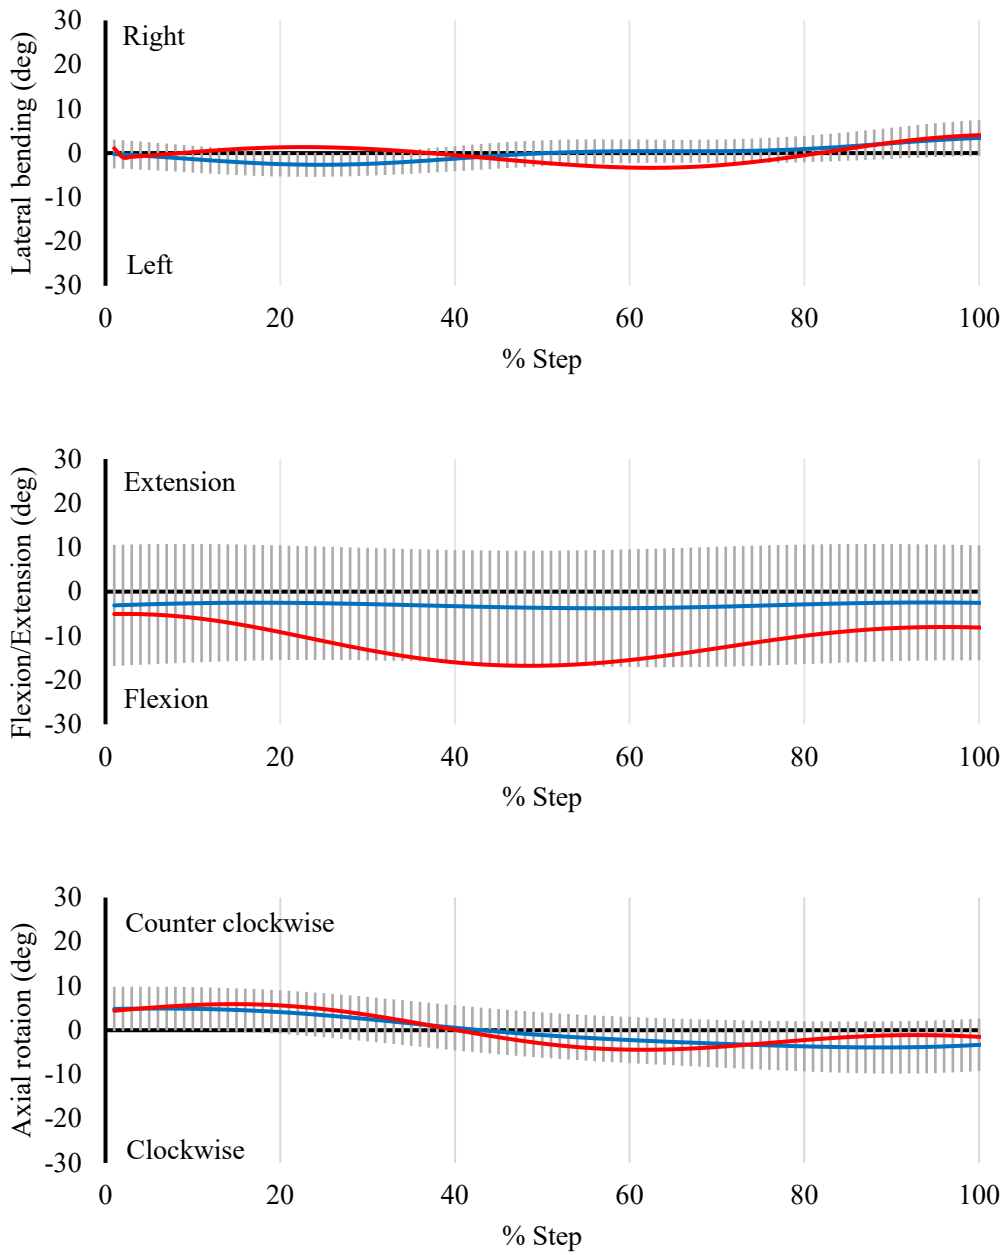 30
Right
20
10
0
-10
-20
Left
-30
Lateral bending (deg)
0 20 40 60 80 100
% Step
30
Extension
20
10
0
-10
-20
Flexion
-30
Flexion/Extension (deg)
0 20 40 60 80 100
% Step
30
Counter clockwise
20
10
0
-10
-20
Clockwise
-30
Axial rotaion (deg)
0 20 40 60 80 100
% Step